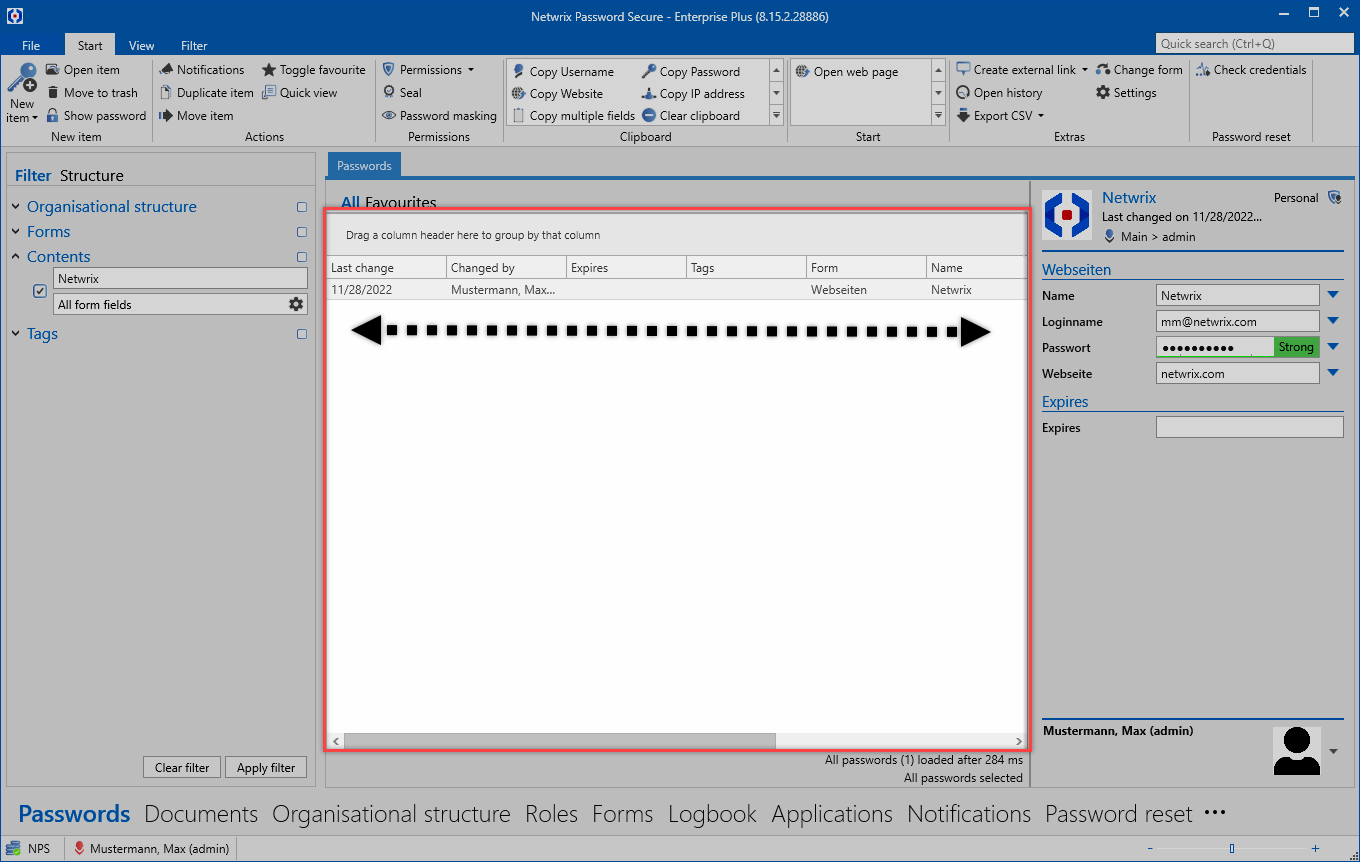 Netwrix Password Secure - Enterprise Plus (8.15.2.28886)
File Start View Filter
Quick search (Ctrl+Q)
New item
Open item
Move to trash
Show password
New item
Notifications
Duplicate item
Move item
Toggle favourite
Quick view
Actions
Permissions
Seal
Password masking
Permissions
Copy Username
Copy Website
Copy multiple fields
Copy Password
Copy IP address
Clear clipboard
Clipboard
Open web page
Start
Create external link
Open history
Export CSV
Change form
Settings
Extras
Check credentials
Password reset
Filter Structure
Organisational structure
Forms
Contents
Netwrix
All form fields
Tags
Clear filter Apply filter
Passwords
All Favourites
Drag a column header here to group by that column
Last change Changed by Expires Tags Form Name
11/28/2022 Mustermann, Max... Webseiten Netwrix
All passwords (1) loaded after 284 ms
All passwords selected
Netwrix Personal
Last changed on 11/28/2022...
Main > admin
Webseiten
Name Netwrix
Loginname mm@netwrix.com
Passwort ●●●●●●●●●● Strong
Webseite netwrix.com
Expires
Expires
Mustermann, Max (admin)
Passwords Documents Organisational structure Roles Forms Logbook Applications Notifications Password reset •••
NPS Mustermann, Max (admin)